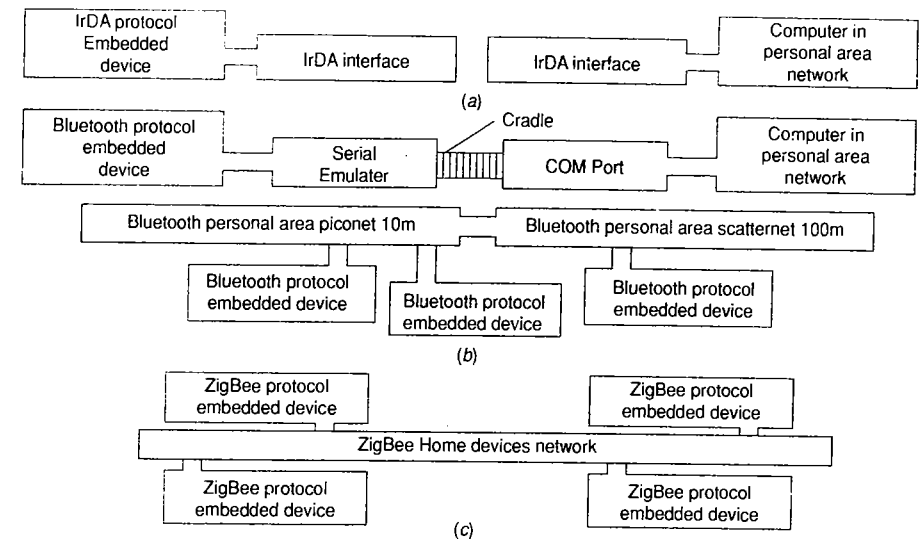 IrDA protocol
Embedded
device
IrDA interface
IrDA interface
Computer in
personal area
network
(a)
Bluetooth protocol
embedded
device
Serial
Emulater
Cradle
COM Port
Computer in
personal area
network
Bluetooth personal area piconet 10m
Bluetooth personal area scatternet 100m
Bluetooth protocol
embedded device
Bluetooth protocol
embedded device
Bluetooth protocol
embedded device
(b)
ZigBee protocol
embedded device
ZigBee protocol
embedded device
ZigBee Home devices network
ZigBee protocol
embedded device
ZigBee protocol
embedded device
(c)